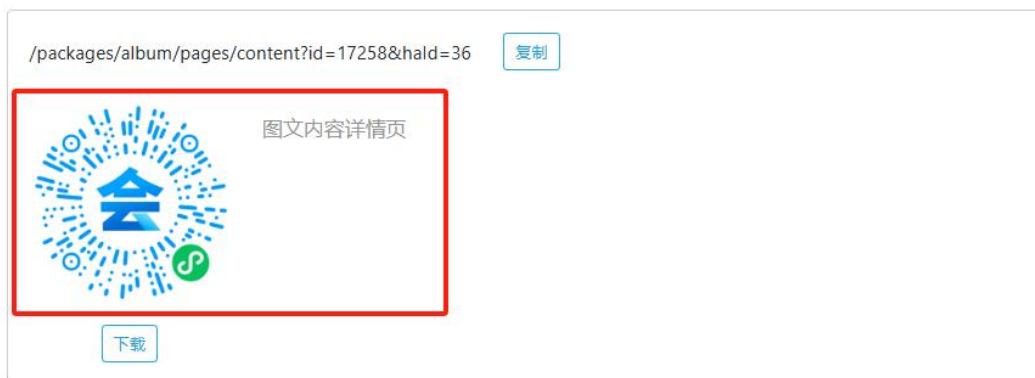 /packages/album/pages/content?id=17258&hald=36 复制
图文内容详情页
会
下载